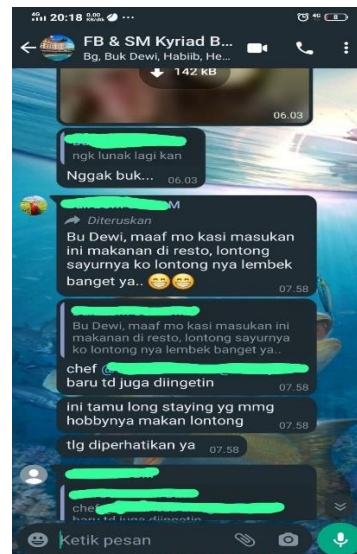 20:18
FB & SM Kyriad B...
Bg, Buk Dewi, Habiib, He...
142 kB
06.03
ngk lunak lagi kan
Nggak buk... 06.03
M
Diteruskan
Bu Dewi, maaf mo kasi masukan
ini makanan di resto, lontong
sayurnya ko lontong nya lembek
banget ya.. 😁😁
07.58
Bu Dewi, maaf mo kasi masukan ini
makanan di resto, lontong sayurnya
ko lontong nya lembek banget ya..
chef @
baru td juga diingetin
07.58
ini tamu long staying yg mmg
hobbynya makan lontong
07.58
tlg diperhatikan ya 07.58
chef
baru td juga diingetin
Ketik pesan